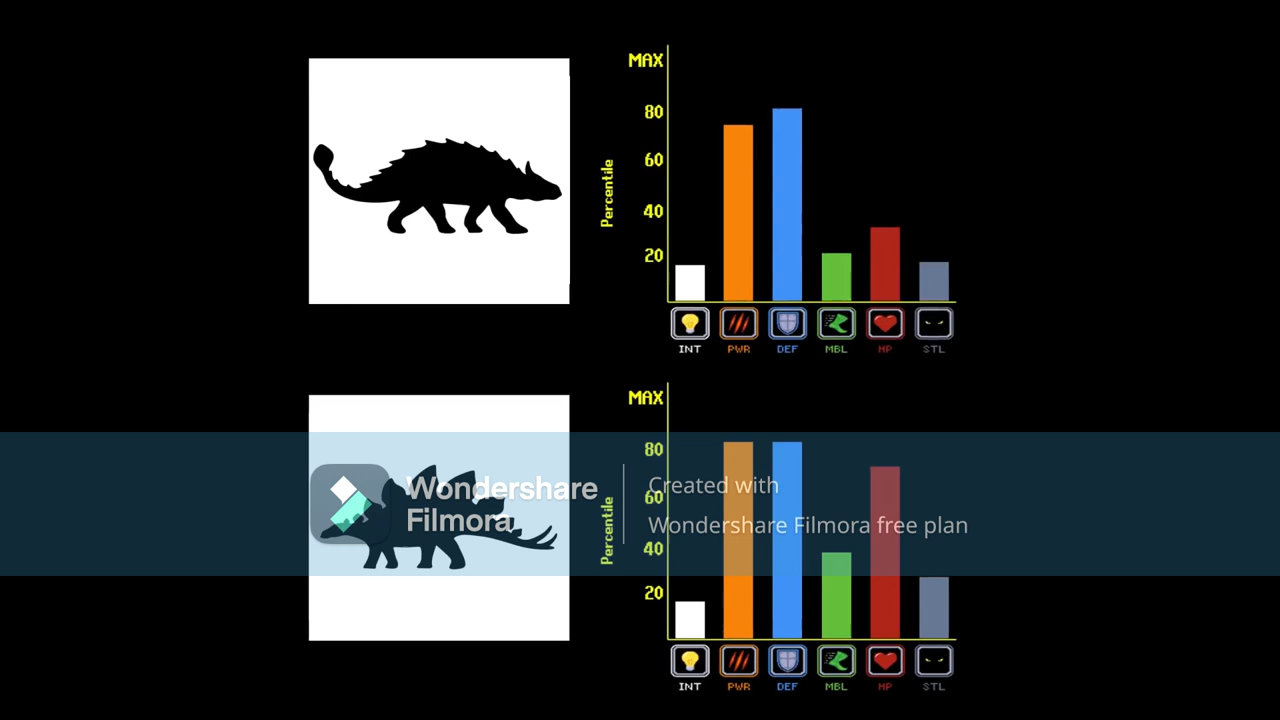 MAX
80
60
40
20
Percentile
INT PWR DEF MBL HP STL
MAX
80
60
40
20
Percentile
INT PWR DEF MBL HP STL
Wondershare
Filmora
Created with
Wondershare Filmora free plan